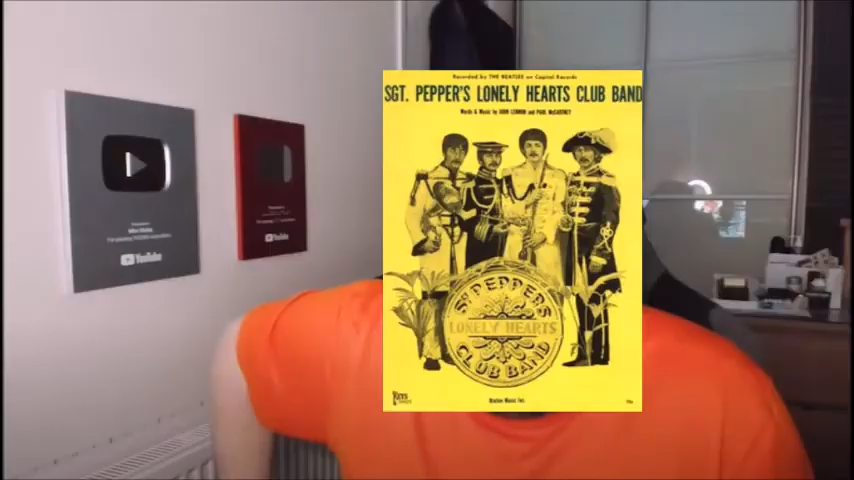 Recorded by THE BEATLES on Capitol Records
SGT. PEPPER'S LONELY HEARTS CLUB BAND
Words & Music by JOHN LENNON and PAUL McCARTNEY
SGT. PEPPER'S
LONELY HEARTS
CLUB BAND
YouTube
YouTube